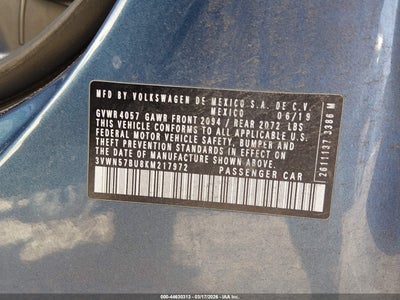 MFD BY VOLKSWAGEN DE MEXICO S.A. DE C.V.
MEXICO 06/19
GVWR 4057 GAWR FRONT 2094 / REAR 2072 LBS
THIS VEHICLE CONFORMS TO ALL APPLICABLE U.S.
FEDERAL MOTOR VEHICLE SAFETY, BUMPER AND
THEFT PREVENTION STANDARDS IN EFFECT ON THE
DATE OF MANUFACTURE SHOWN ABOVE.
3VWN57BU8KM217972 PASSENGER CAR
2611137 3386 M
000-44630313 - 03/17/2026 - IAA Inc.